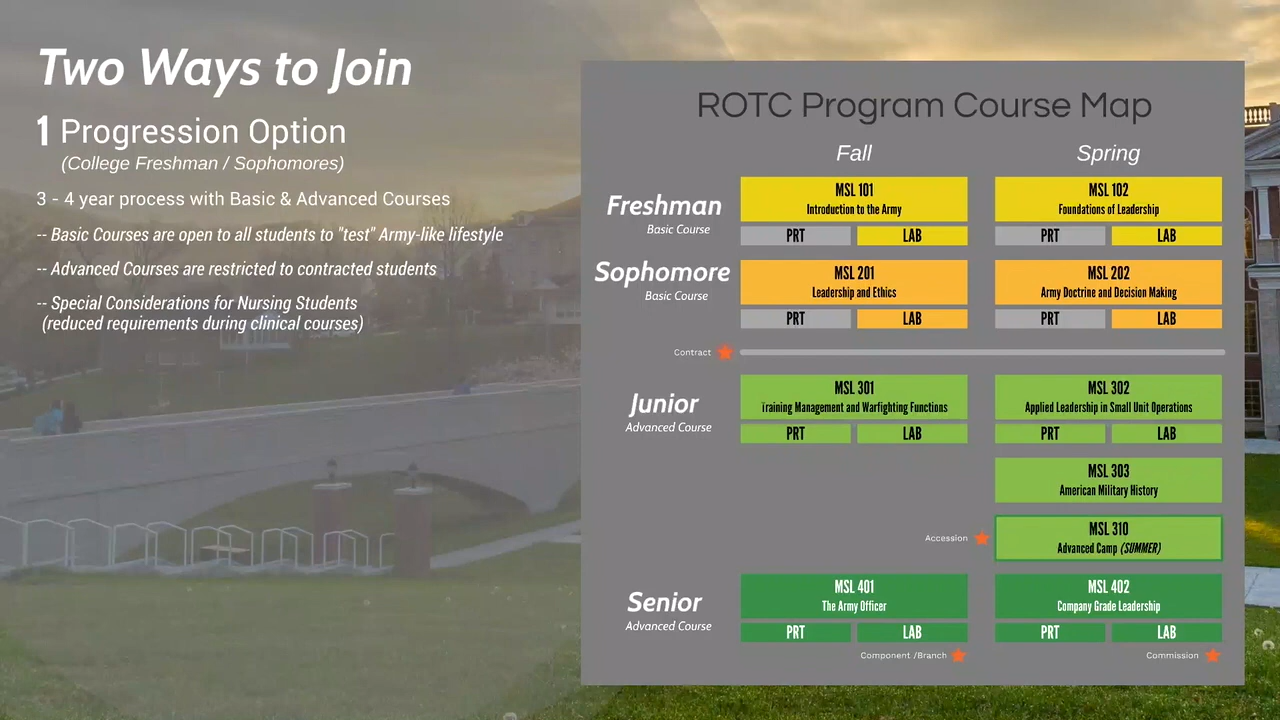 Two Ways to Join
1 Progression Option
(College Freshman / Sophomores)
3 - 4 year process with Basic & Advanced Courses
-- Basic Courses are open to all students to "test" Army-like lifestyle
-- Advanced Courses are restricted to contracted students
-- Special Considerations for Nursing Students
(reduced requirements during clinical courses)
ROTC Program Course Map
Fall Spring
Freshman
Basic Course
MSL 101
Introduction to the Army
PRT LAB
MSL 102
Foundations of Leadership
PRT LAB
Sophomore
Basic Course
MSL 201
Leadership and Ethics
PRT LAB
MSL 202
Army Doctrine and Decision Making
PRT LAB
Contract
Junior
Advanced Course
MSL 301
Training Management and Warfighting Functions
PRT LAB
MSL 302
Applied Leadership in Small Unit Operations
PRT LAB
MSL 303
American Military History
Accession
MSL 310
Advanced Camp (SUMMER)
Senior
Advanced Course
MSL 401
The Army Officer
PRT LAB
MSL 402
Company Grade Leadership
PRT LAB
Component /Branch
Commission